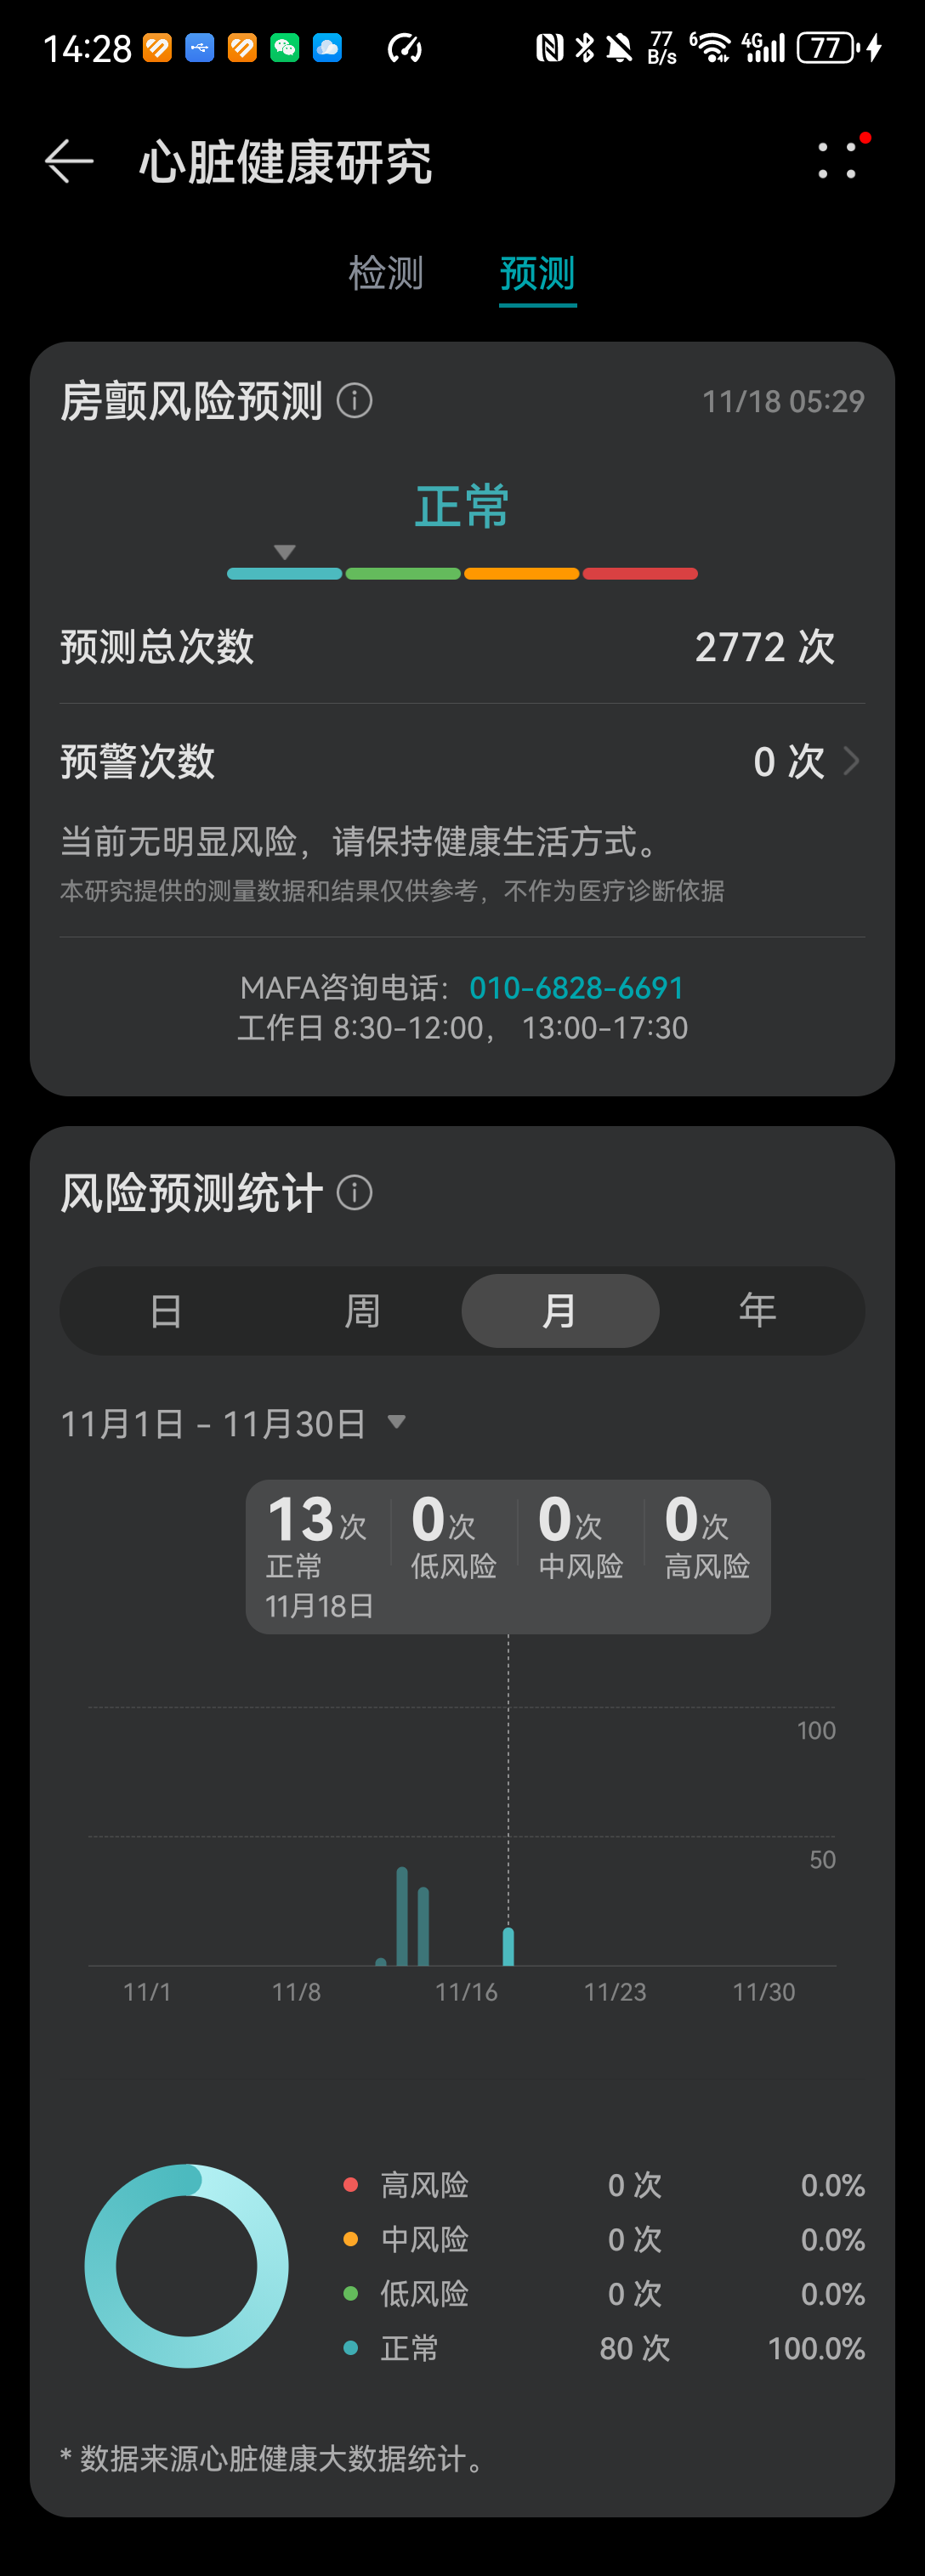 14:28 77 B/s 6 4G 77
心脏健康研究
检测 预测
房颤风险预测 11/18 05:29
正常
预测总次数 2772 次
预警次数 0 次
当前无明显风险，请保持健康生活方式。
本研究提供的测量数据和结果仅供参考，不作为医疗诊断依据
MAFA咨询电话：010-6828-6691
工作日 8:30-12:00， 13:00-17:30
风险预测统计
日 周 月 年
11月1日 - 11月30日
13次 0次 0次 0次
正常 低风险 中风险 高风险
11月18日
100
50
11/1 11/8 11/16 11/23 11/30
高风险 0 次 0.0%
中风险 0 次 0.0%
低风险 0 次 0.0%
正常 80 次 100.0%
* 数据来源心脏健康大数据统计。